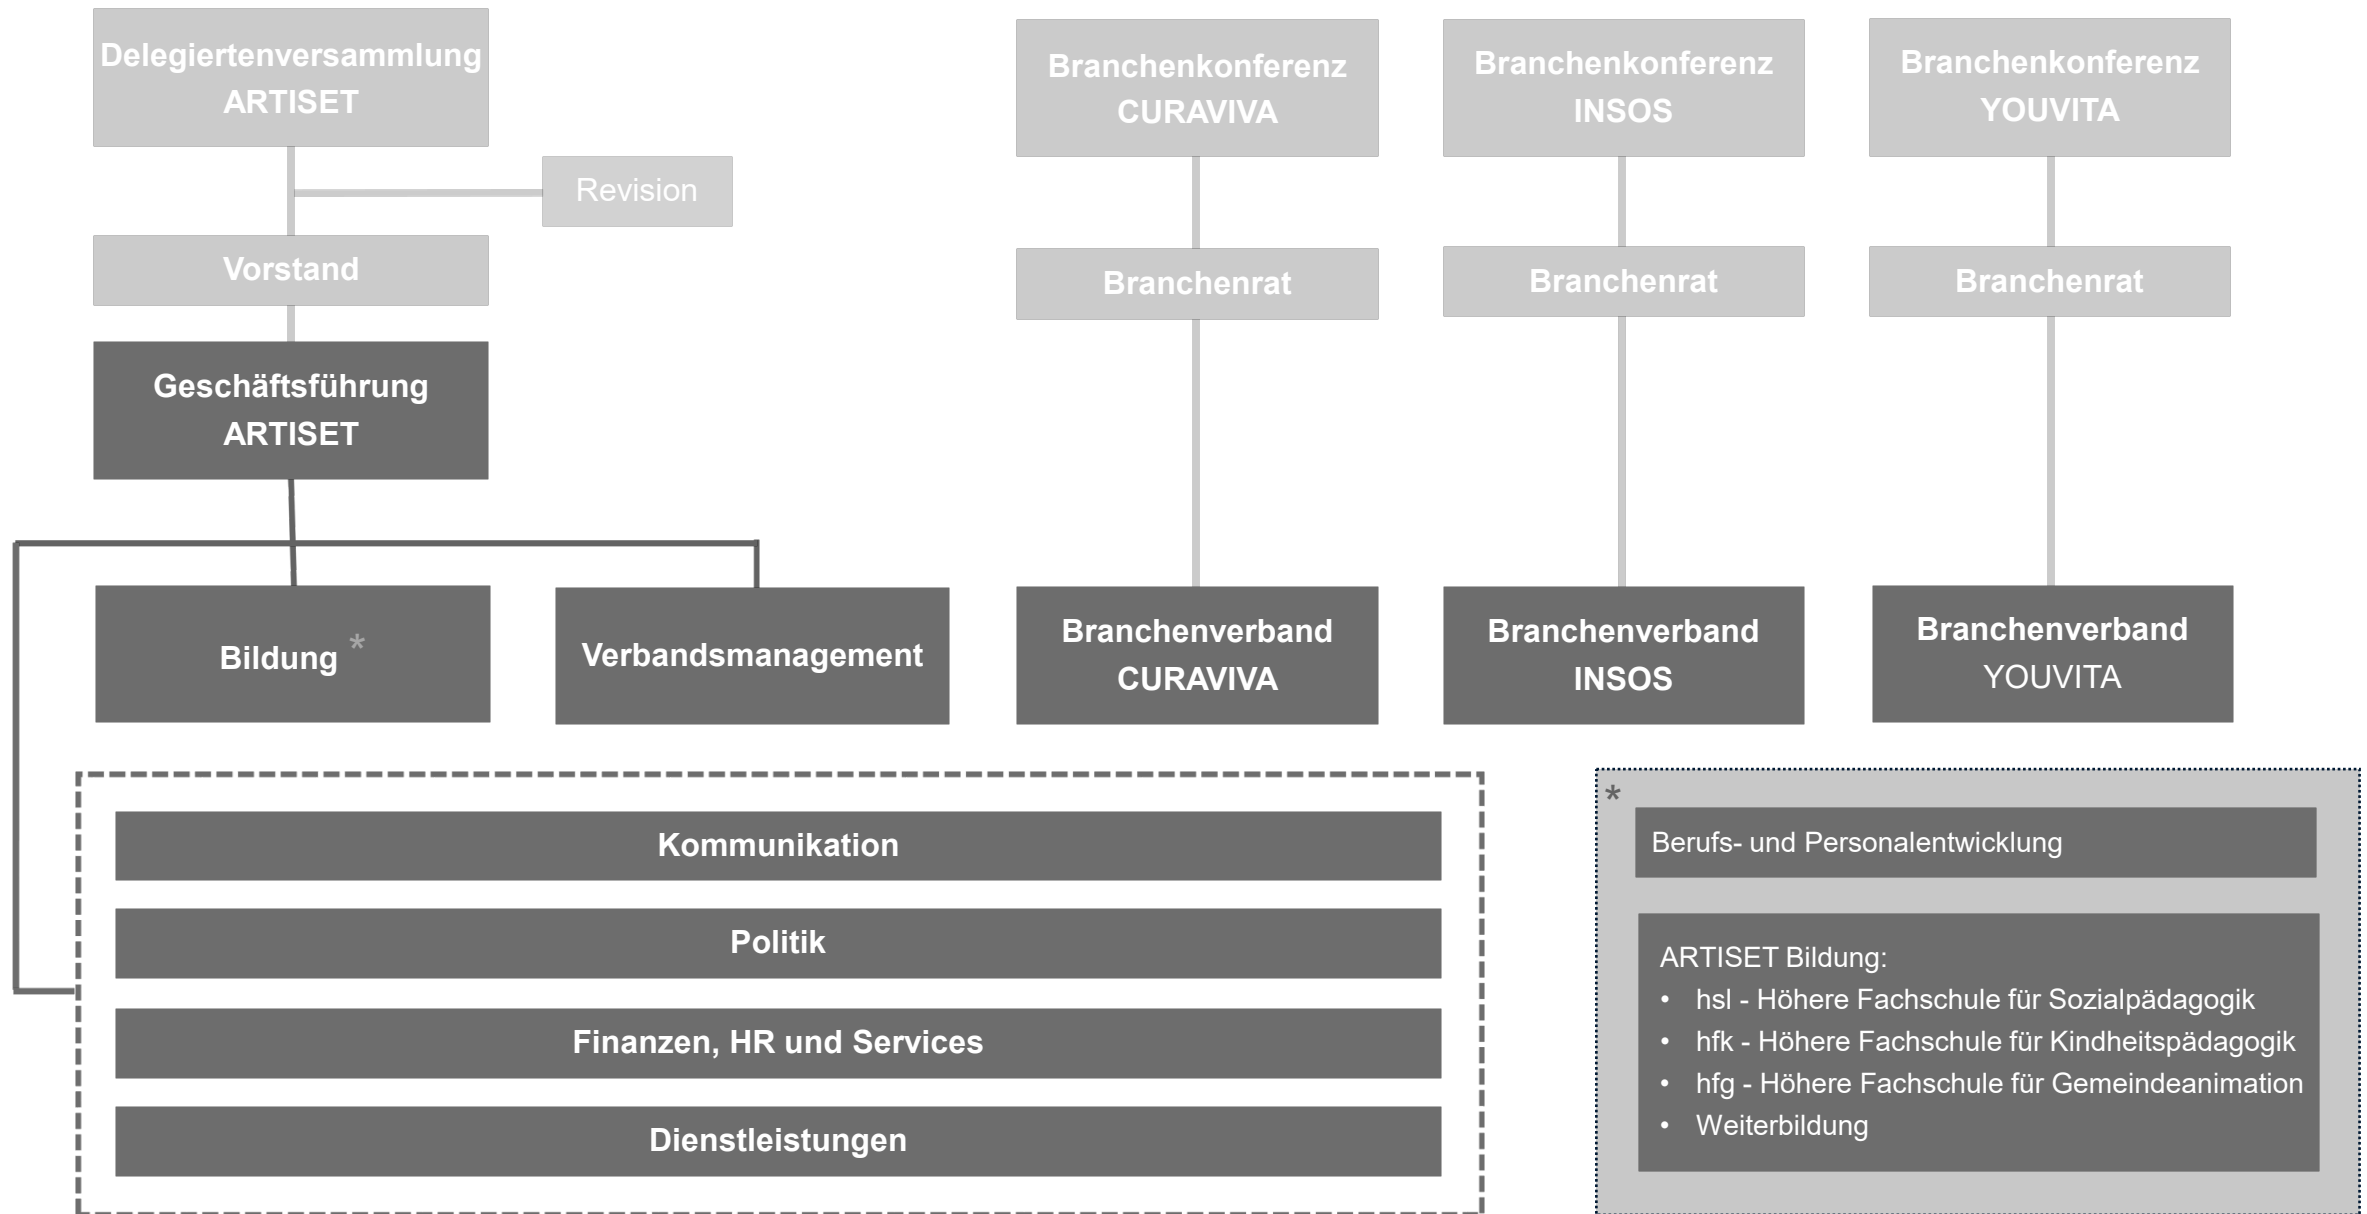 Delegiertenversammlung
ARTISET
Revision
Vorstand
Geschäftsführung
ARTISET
Branchenkonferenz
CURAVIVA
Branchenrat
Branchenkonferenz
INSOS
Branchenrat
Branchenkonferenz
YOUVITA
Branchenrat
Bildung *
Verbandsmanagement
Branchenverband
CURAVIVA
Branchenverband
INSOS
Branchenverband
YOUVITA
Kommunikation
Politik
Finanzen, HR und Services
Dienstleistungen
*
Berufs- und Personalentwicklung
ARTISET Bildung:
• hsl - Höhere Fachschule für Sozialpädagogik
• hfk - Höhere Fachschule für Kindheitspädagogik
• hfg - Höhere Fachschule für Gemeindeanimation
• Weiterbildung